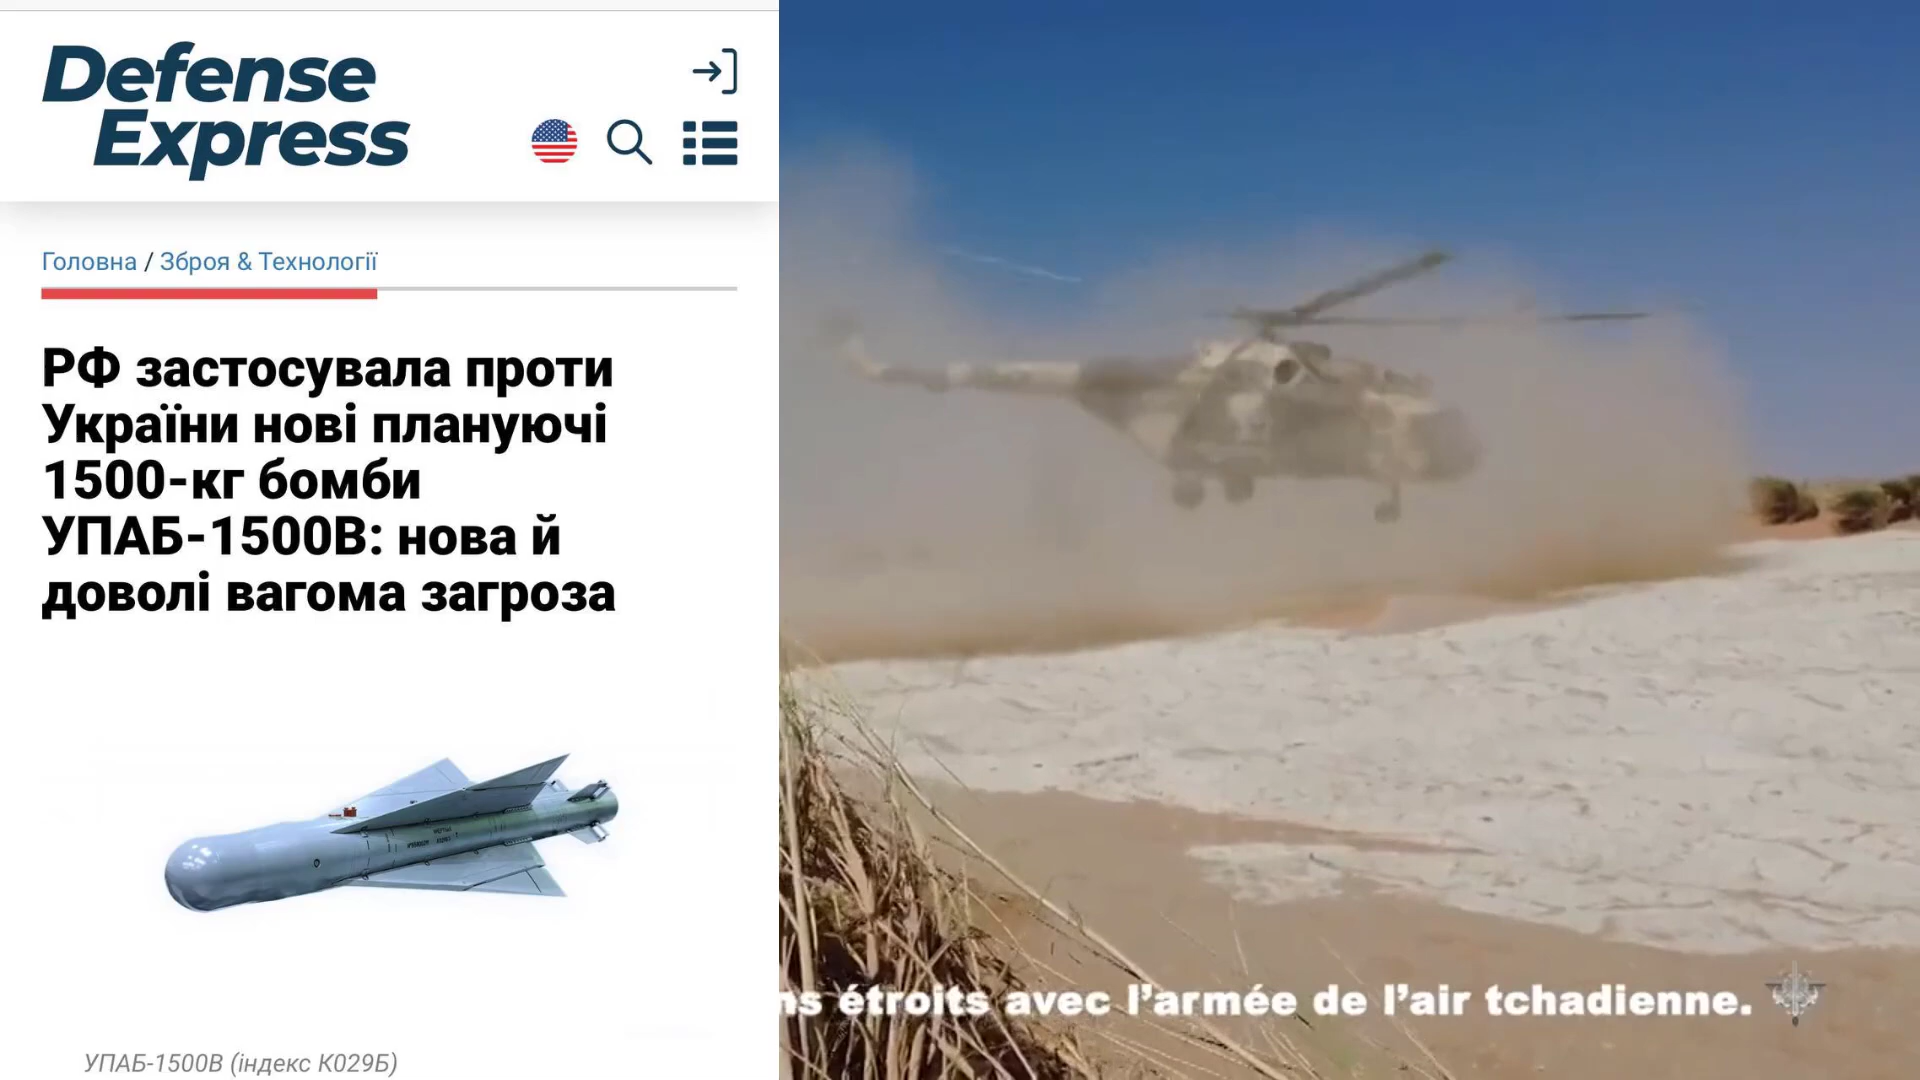 Defense
Express
Головна / Зброя & Технології
РФ застосувала проти
України нові плануючі
1500-кг бомби
УПАБ-1500В: нова й
доволі вагома загроза
УПАБ-1500В (індекс К029Б)
ns étroits avec l'armée de l'air tchadienne.